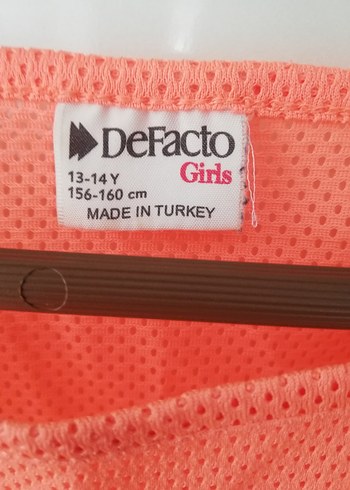 DeFacto
Girls
13-14 Y
156-160 cm
MADE IN TURKEY